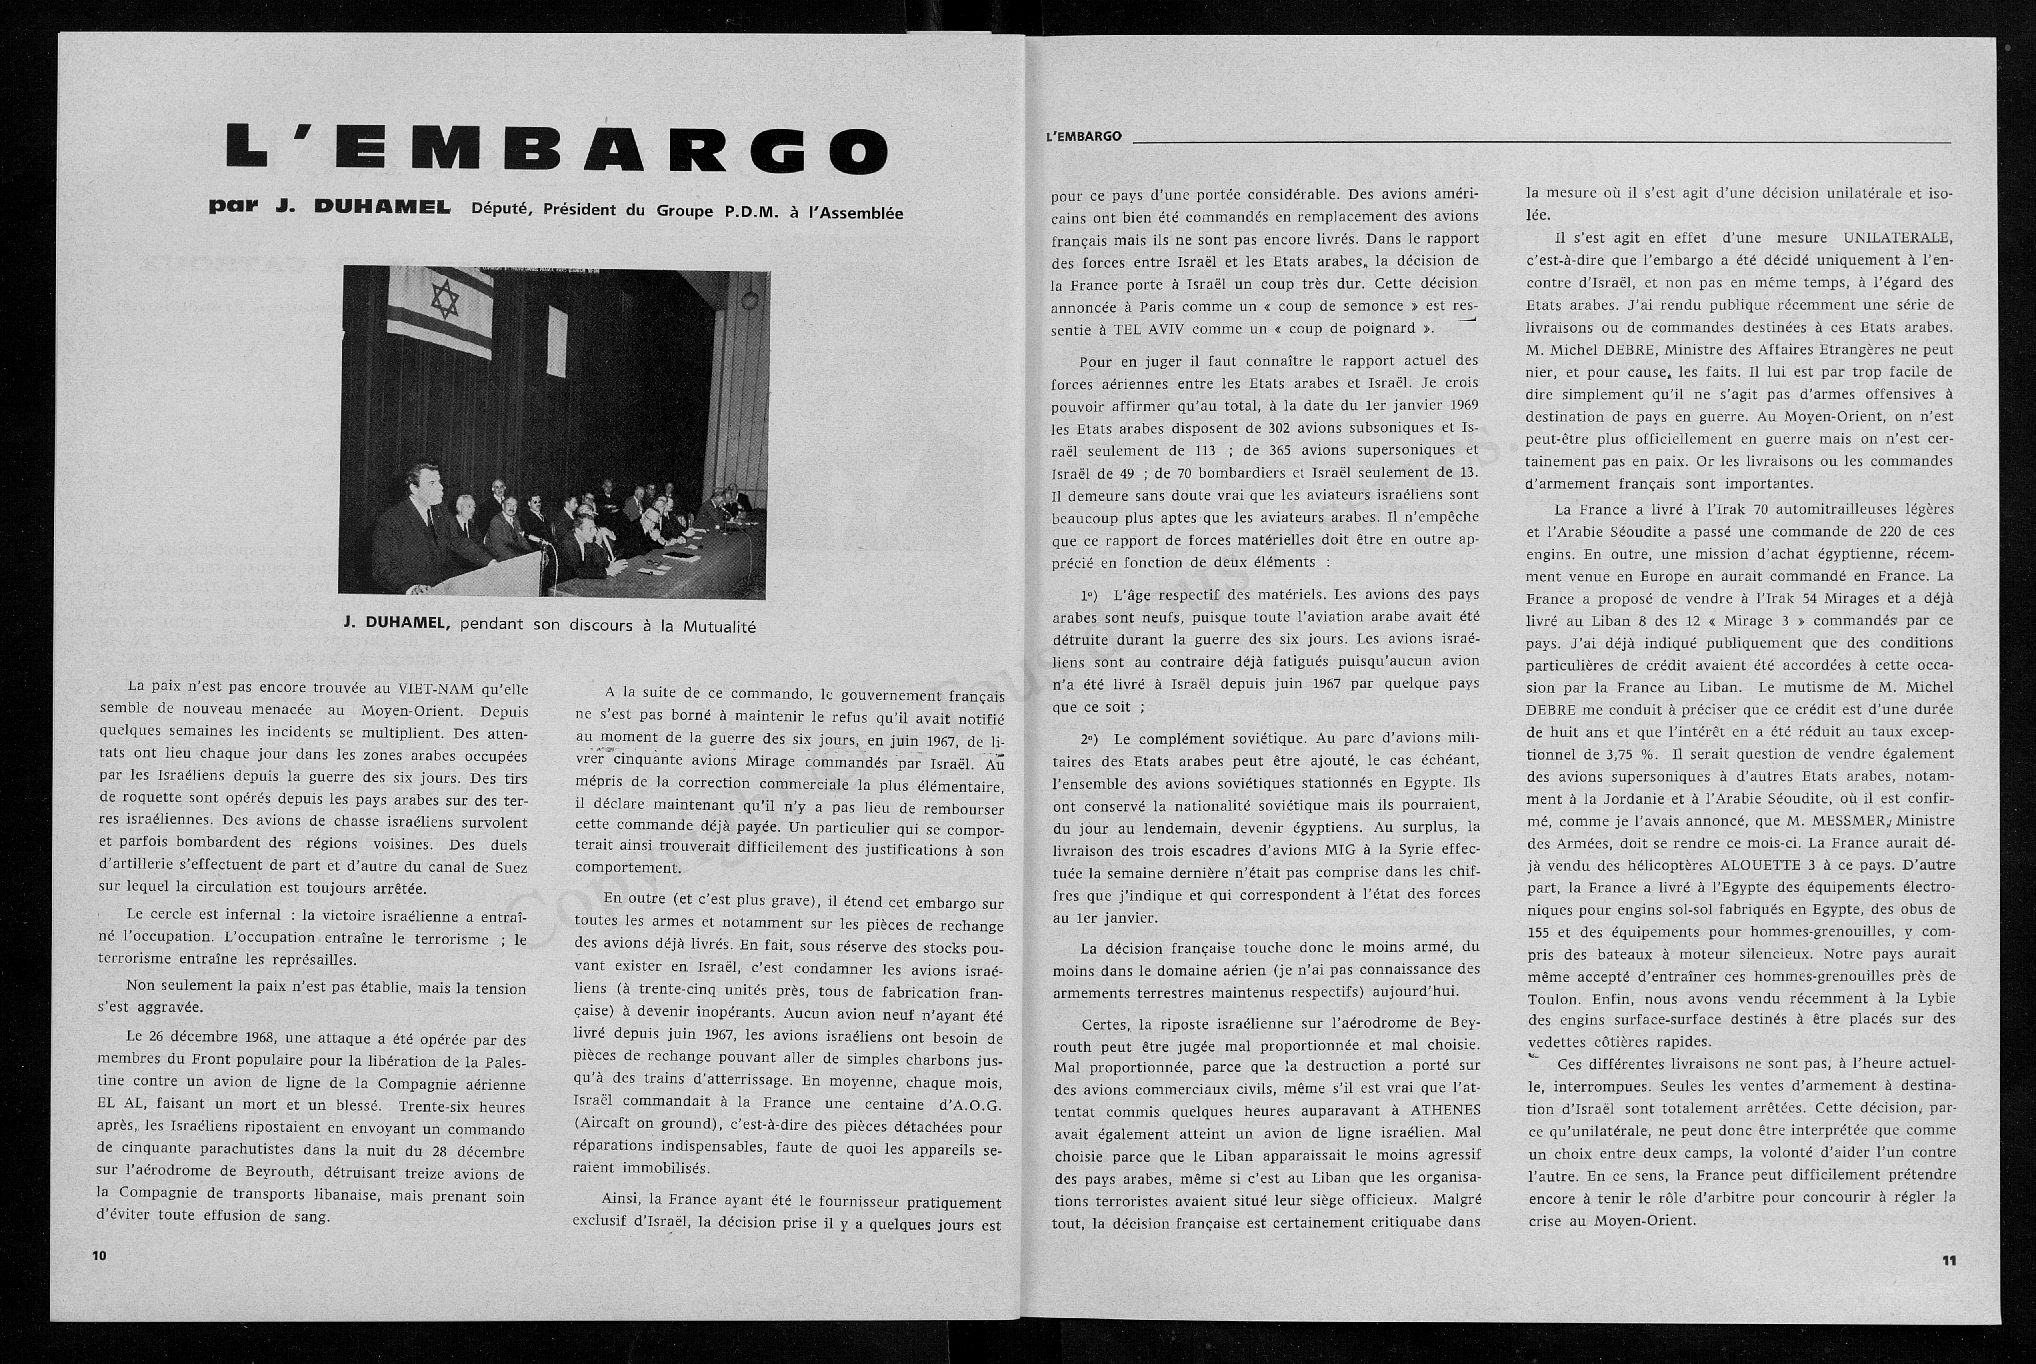 L'EMBARGO
par J. DUHAMEL Député, Président du Groupe P.D.M. à l'Assemblée
J. DUHAMEL, pendant son discours à la Mutualité
La paix n'est pas encore trouvée au VIET-NAM qu'elle
semble de nouveau menacée au Moyen-Orient. Depuis
quelques semaines les incidents se multiplient. Des atten-
tats ont lieu chaque jour dans les zones arabes occupées
par les Israéliens depuis la guerre des six jours. Des tirs
de roquette sont opérés depuis les pays arabes sur des ter-
res israéliennes. Des avions de chasse israéliens survolent
et parfois bombardent des régions voisines. Des duels
d'artillerie s'effectuent de part et d'autre du canal de Suez
sur lequel la circulation est toujours arrêtée.
Le cercle est infernal : la victoire israélienne a entraî-
né l'occupation. L'occupation entraîne le terrorisme ; le
terrorisme entraîne les représailles.
Non seulement la paix n'est pas établie, mais la tension
s'est aggravée.
Le 26 décembre 1968, une attaque a été opérée par des
membres du Front populaire pour la libération de la Pales-
tine contre un avion de ligne de la Compagnie aérienne
EL AL, faisant un mort et un blessé. Trente-six heures
après, les Israéliens ripostaient en envoyant un commando
de cinquante parachutistes dans la nuit du 28 décembre
sur l'aérodrome de Beyrouth, détruisant treize avions de
la Compagnie de transports libanaise, mais prenant soin
d'éviter toute effusion de sang.
10
A la suite de ce commando, le gouvernement français
ne s'est pas borné à maintenir le refus qu'il avait notifié
au moment de la guerre des six jours, en juin 1967, de li-
vrer cinquante avions Mirage commandés par Israël. Au
mépris de la correction commerciale la plus élémentaire,
il déclare maintenant qu'il n'y a pas lieu de rembourser
cette commande déjà payée. Un particulier qui se compor-
terait ainsi trouverait difficilement des justifications à son
comportement.
En outre (et c'est plus grave), il étend cet embargo sur
toutes les armes et notamment sur les pièces de rechange
des avions déjà livrés. En fait, sous réserve des stocks pou-
vant exister en Israël, c'est condamner les avions israé-
liens (à trente-cinq unités près, tous de fabrication fran-
çaise) à devenir inopérants. Aucun avion neuf n'ayant été
livré depuis juin 1967, les avions israéliens ont besoin de
pièces de rechange pouvant aller de simples charbons jus-
qu'à des trains d'atterrissage. En moyenne, chaque mois,
Israël commandait à la France une centaine d'A.O.G.
(Aircaft on ground), c'est-à-dire des pièces détachées pour
réparations indispensables, faute de quoi les appareils se-
raient immobilisés.
Ainsi, la France ayant été le fournisseur pratiquement
exclusif d'Israël, la décision prise il y a quelques jours est
L'EMBARGO
pour ce pays d'une portée considérable. Des avions améri-
cains ont bien été commandés en remplacement des avions
français mais ils ne sont pas encore livrés. Dans le rapport
des forces entre Israël et les Etats arabes, la décision de
la France porte à Israël un coup très dur. Cette décision
annoncée à Paris comme un « coup de semonce » est res-
sentie à TEL AVIV comme un « coup de poignard ».
Pour en juger il faut connaître le rapport actuel des
forces aériennes entre les Etats arabes et Israël. Je crois
pouvoir affirmer qu'au total, à la date du 1er janvier 1969
les Etats arabes disposent de 302 avions subsoniques et Is-
raël seulement de 113 ; de 365 avions supersoniques et
Israël de 49 ; de 70 bombardiers et Israël seulement de 13.
Il demeure sans doute vrai que les aviateurs israéliens sont
beaucoup plus aptes que les aviateurs arabes. Il n'empêche
que ce rapport de forces matérielles doit être en outre ap-
précié en fonction de deux éléments :
1º) L'âge respectif des matériels. Les avions des pays
arabes sont neufs, puisque toute l'aviation arabe avait été
détruite durant la guerre des six jours. Les avions israé-
liens sont au contraire déjà fatigués puisqu'aucun avion
n'a été livré à Israël depuis juin 1967 par quelque pays
que ce soit ;
2º) Le complément soviétique. Au parc d'avions mili-
taires des Etats arabes peut être ajouté, le cas échéant,
l'ensemble des avions soviétiques stationnés en Egypte. Ils
ont conservé la nationalité soviétique mais ils pourraient,
du jour au lendemain, devenir égyptiens. Au surplus, la
livraison des trois escadres d'avions MIG à la Syrie effec-
tuée la semaine dernière n'était pas comprise dans les chif-
fres que j'indique et qui correspondent à l'état des forces
au 1er janvier.
La décision française touche donc le moins armé, du
moins dans le domaine aérien (je n'ai pas connaissance des
armements terrestres maintenus respectifs) aujourd'hui.
Certes, la riposte israélienne sur l'aérodrome de Bey-
routh peut être jugée mal proportionnée et mal choisie.
Mal proportionnée, parce que la destruction a porté sur
des avions commerciaux civils, même s'il est vrai que l'at-
tentat commis quelques heures auparavant à ATHENES
avait également atteint un avion de ligne israélien. Mal
choisie parce que le Liban apparaissait le moins agressif
des pays arabes, même si c'est au Liban que les organisa-
tions terroristes avaient situé leur siège officieux. Malgré
tout, la décision française est certainement critiquabe dans
la mesure où il s'est agit d'une décision unilatérale et iso-
lée.
Il s'est agit en effet d'une mesure UNILATERALE,
c'est-à-dire que l'embargo a été décidé uniquement à l'en-
contre d'Israël, et non pas en même temps, à l'égard des
Etats arabes. J'ai rendu publique récemment une série de
livraisons ou de commandes destinées à ces Etats arabes.
M. Michel DEBRE, Ministre des Affaires Etrangères ne peut
nier, et pour cause, les faits. Il lui est par trop facile de
dire simplement qu'il ne s'agit pas d'armes offensives à
destination de pays en guerre. Au Moyen-Orient, on n'est
peut-être plus officiellement en guerre mais on n'est cer-
tainement pas en paix. Or les livraisons ou les commandes
d'armement français sont importantes.
La France a livré à l'Irak 70 automitrailleuses légères
et l'Arabie Séoudite a passé une commande de 220 de ces
engins. En outre, une mission d'achat égyptienne, récem-
ment venue en Europe en aurait commandé en France. La
France a proposé de vendre à l'Irak 54 Mirages et a déjà
livré au Liban 8 des 12 « Mirage 3 » commandés par ce
pays. J'ai déjà indiqué publiquement que des conditions
particulières de crédit avaient été accordées à cette occa-
sion par la France au Liban. Le mutisme de M. Michel
DEBRE me conduit à préciser que ce crédit est d'une durée
de huit ans et que l'intérêt en a été réduit au taux excep-
tionnel de 3,75 %. Il serait question de vendre également
des avions supersoniques à d'autres Etats arabes, notam-
ment à la Jordanie et à l'Arabie Séoudite, où il est confir-
mé, comme je l'avais annoncé, que M. MESSMER, Ministre
des Armées, doit se rendre ce mois-ci. La France aurait dé-
jà vendu des hélicoptères ALOUETTE 3 à ce pays. D'autre
part, la France a livré à l'Egypte des équipements électro-
niques pour engins sol-sol fabriqués en Egypte, des obus de
155 et des équipements pour hommes-grenouilles, y com-
pris des bateaux à moteur silencieux. Notre pays aurait
même accepté d'entraîner ces hommes-grenouilles près de
Toulon. Enfin, nous avons vendu récemment à la Lybie
des engins surface-surface destinés à être placés sur des
vedettes côtières rapides.
Ces différentes livraisons ne sont pas, à l'heure actuel-
le, interrompues. Seules les ventes d'armement à destina-
tion d'Israël sont totalement arrêtées. Cette décision, par-
ce qu'unilatérale, ne peut donc être interprétée que comme
un choix entre deux camps, la volonté d'aider l'un contre
l'autre. En ce sens, la France peut difficilement prétendre
encore à tenir le rôle d'arbitre pour concourir à régler la
crise au Moyen-Orient.
11